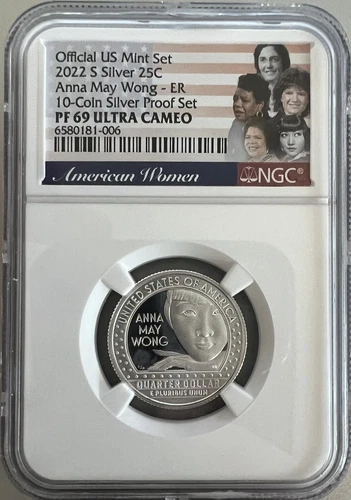 Official US Mint Set
2022 S Silver 25C
Anna May Wong - ER
10-Coin Silver Proof Set
PF 69 ULTRA CAMEO
6580181-006
American Women
NGC®
UNITED STATES OF AMERICA
ANNA
MAY
WONG
QUARTER DOLLAR
E PLURIBUS UNUM